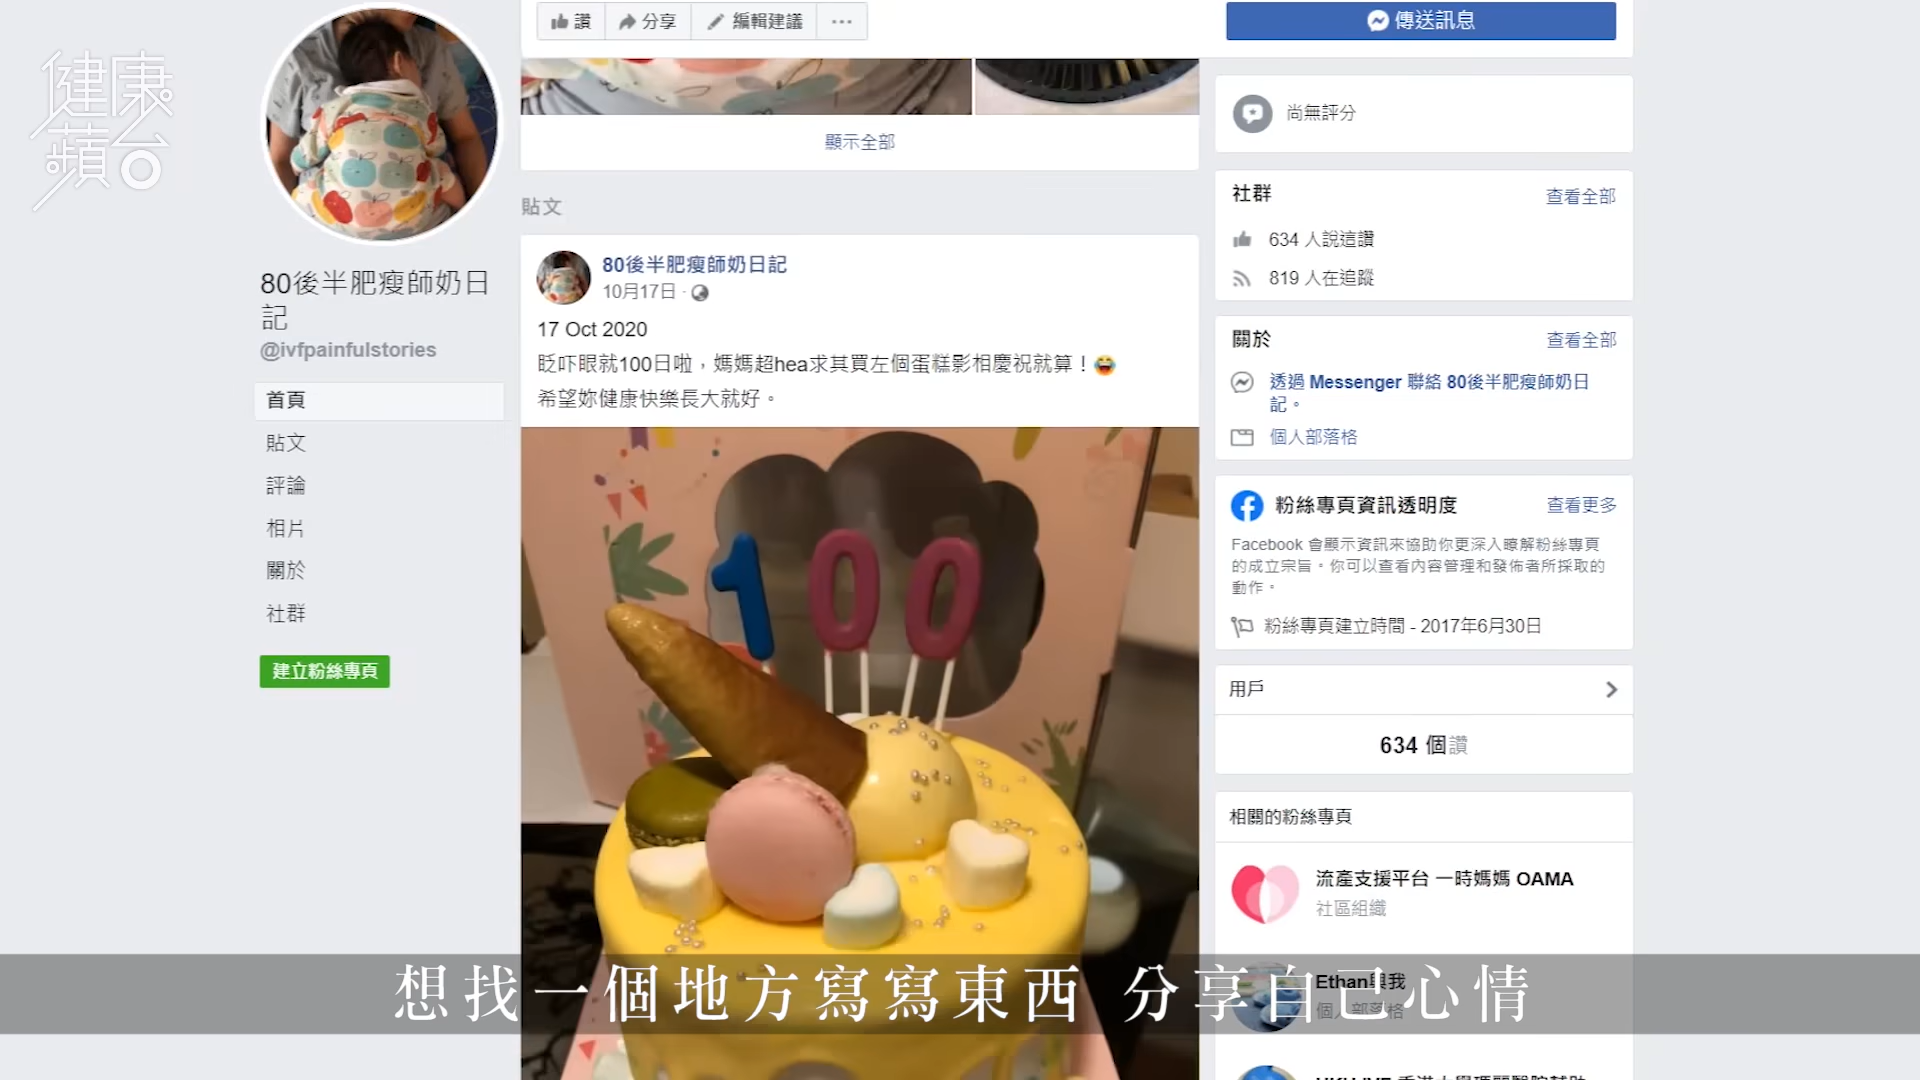 健康
蘋台
80後半肥瘦師奶日
記
@ivfpainfulstories
首頁
貼文
評論
相片
關於
社群
建立粉絲專頁
讚
分享
編輯建議
顯示全部
貼文
80後半肥瘦師奶日記
10月17日
17 Oct 2020
眨吓眼就100日啦，媽媽超hea求其買左個蛋糕影相慶祝就算！😂
希望妳健康快樂長大就好。
100
傳送訊息
尚無評分
社群
查看全部
634 人說這讚
819 人在追蹤
關於
查看全部
透過 Messenger 聯絡 80後半肥瘦師奶日
記。
個人部落格
粉絲專頁資訊透明度
查看更多
Facebook 會顯示資訊來協助你更深入瞭解粉絲專頁
的成立宗旨。你可以查看內容管理和發佈者所採取的
動作。
粉絲專頁建立時間 - 2017年6月30日
用戶
634 個讚
相關的粉絲專頁
流產支援平台 一時媽媽 OAMA
社區組織
Ethan與我
個人部落格
想找一個地方寫寫東西 分享自己心情